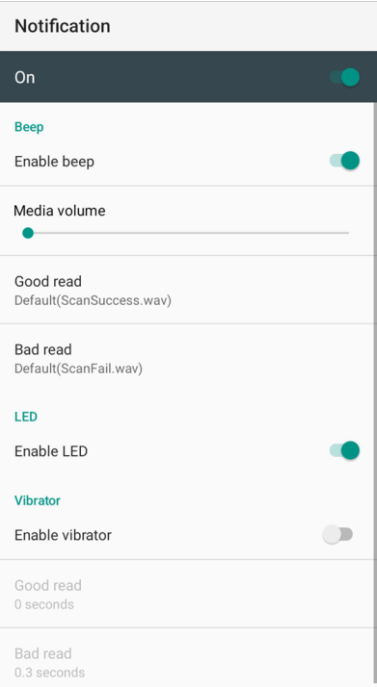 Notification
On
Beep
Enable beep
Media volume
Good read
Default(ScanSuccess.wav)
Bad read
Default(ScanFail.wav)
LED
Enable LED
Vibrator
Enable vibrator
Good read
0 seconds
Bad read
0.3 seconds